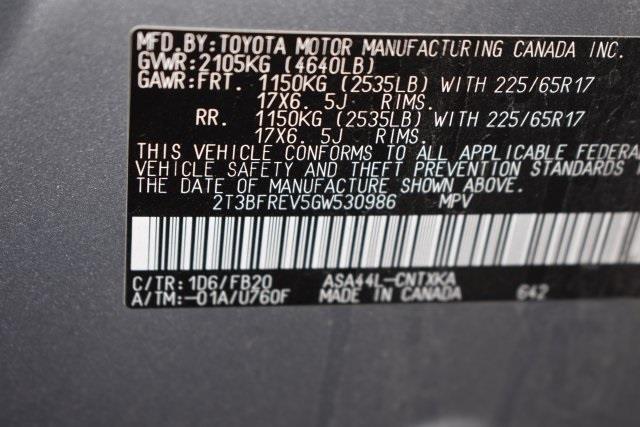 MFD.BY:TOYOTA MOTOR MANUFACTURING CANADA INC.
GVWR:2105KG (4640LB)
GAWR:FRT. 1150KG (2535LB) WITH 225/65R17
17X6. 5J RIMS.
RR. 1150KG (2535LB) WITH 225/65R17
17X6. 5J RIMS.
THIS VEHICLE CONFORMS TO ALL APPLICABLE FEDERA
VEHICLE SAFETY AND THEFT PREVENTION STANDARDS
THE DATE OF MANUFACTURE SHOWN ABOVE.
2T3BFREV5GW530986 MPV
C/TR:1D6/FB20 ASA44L-CNTXKA
A/TM:-01A/U760F MADE IN CANADA 642